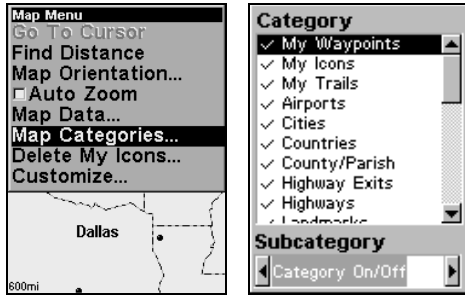 Map Menu
Go To Cursor
Find Distance
Map Orientation...
Auto Zoom
Map Data...
Map Categories...
Delete My Icons...
Customize...
Dallas
600mi
Category
My Waypoints
My Icons
My Trails
Airports
Cities
Countries
County/Parish
Highway Exits
Highways
Landmarks
Subcategory
Category On/Off